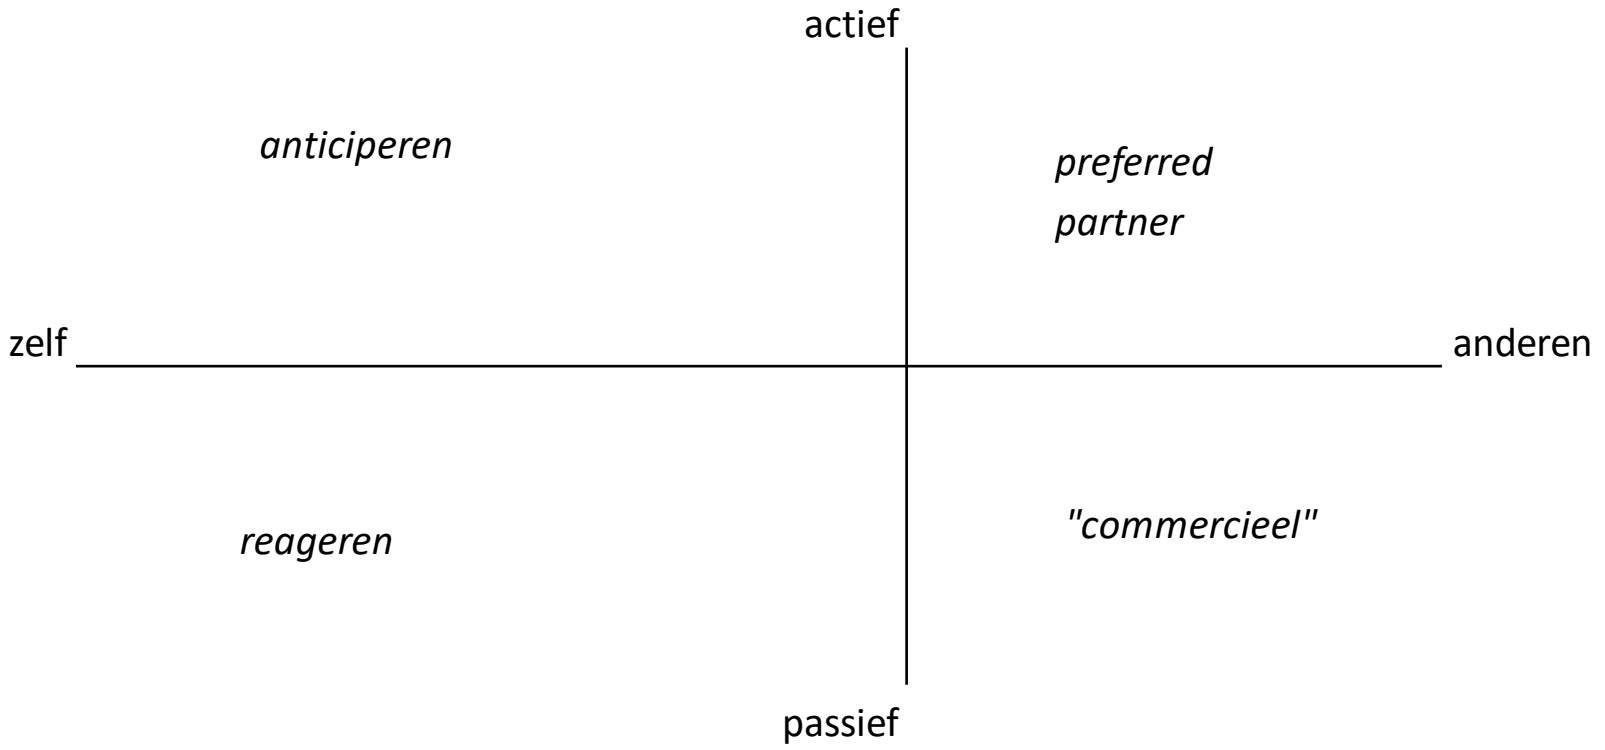 actief
anticiperen
preferred
partner
zelf
anderen
"commercieel"
reageren
passief